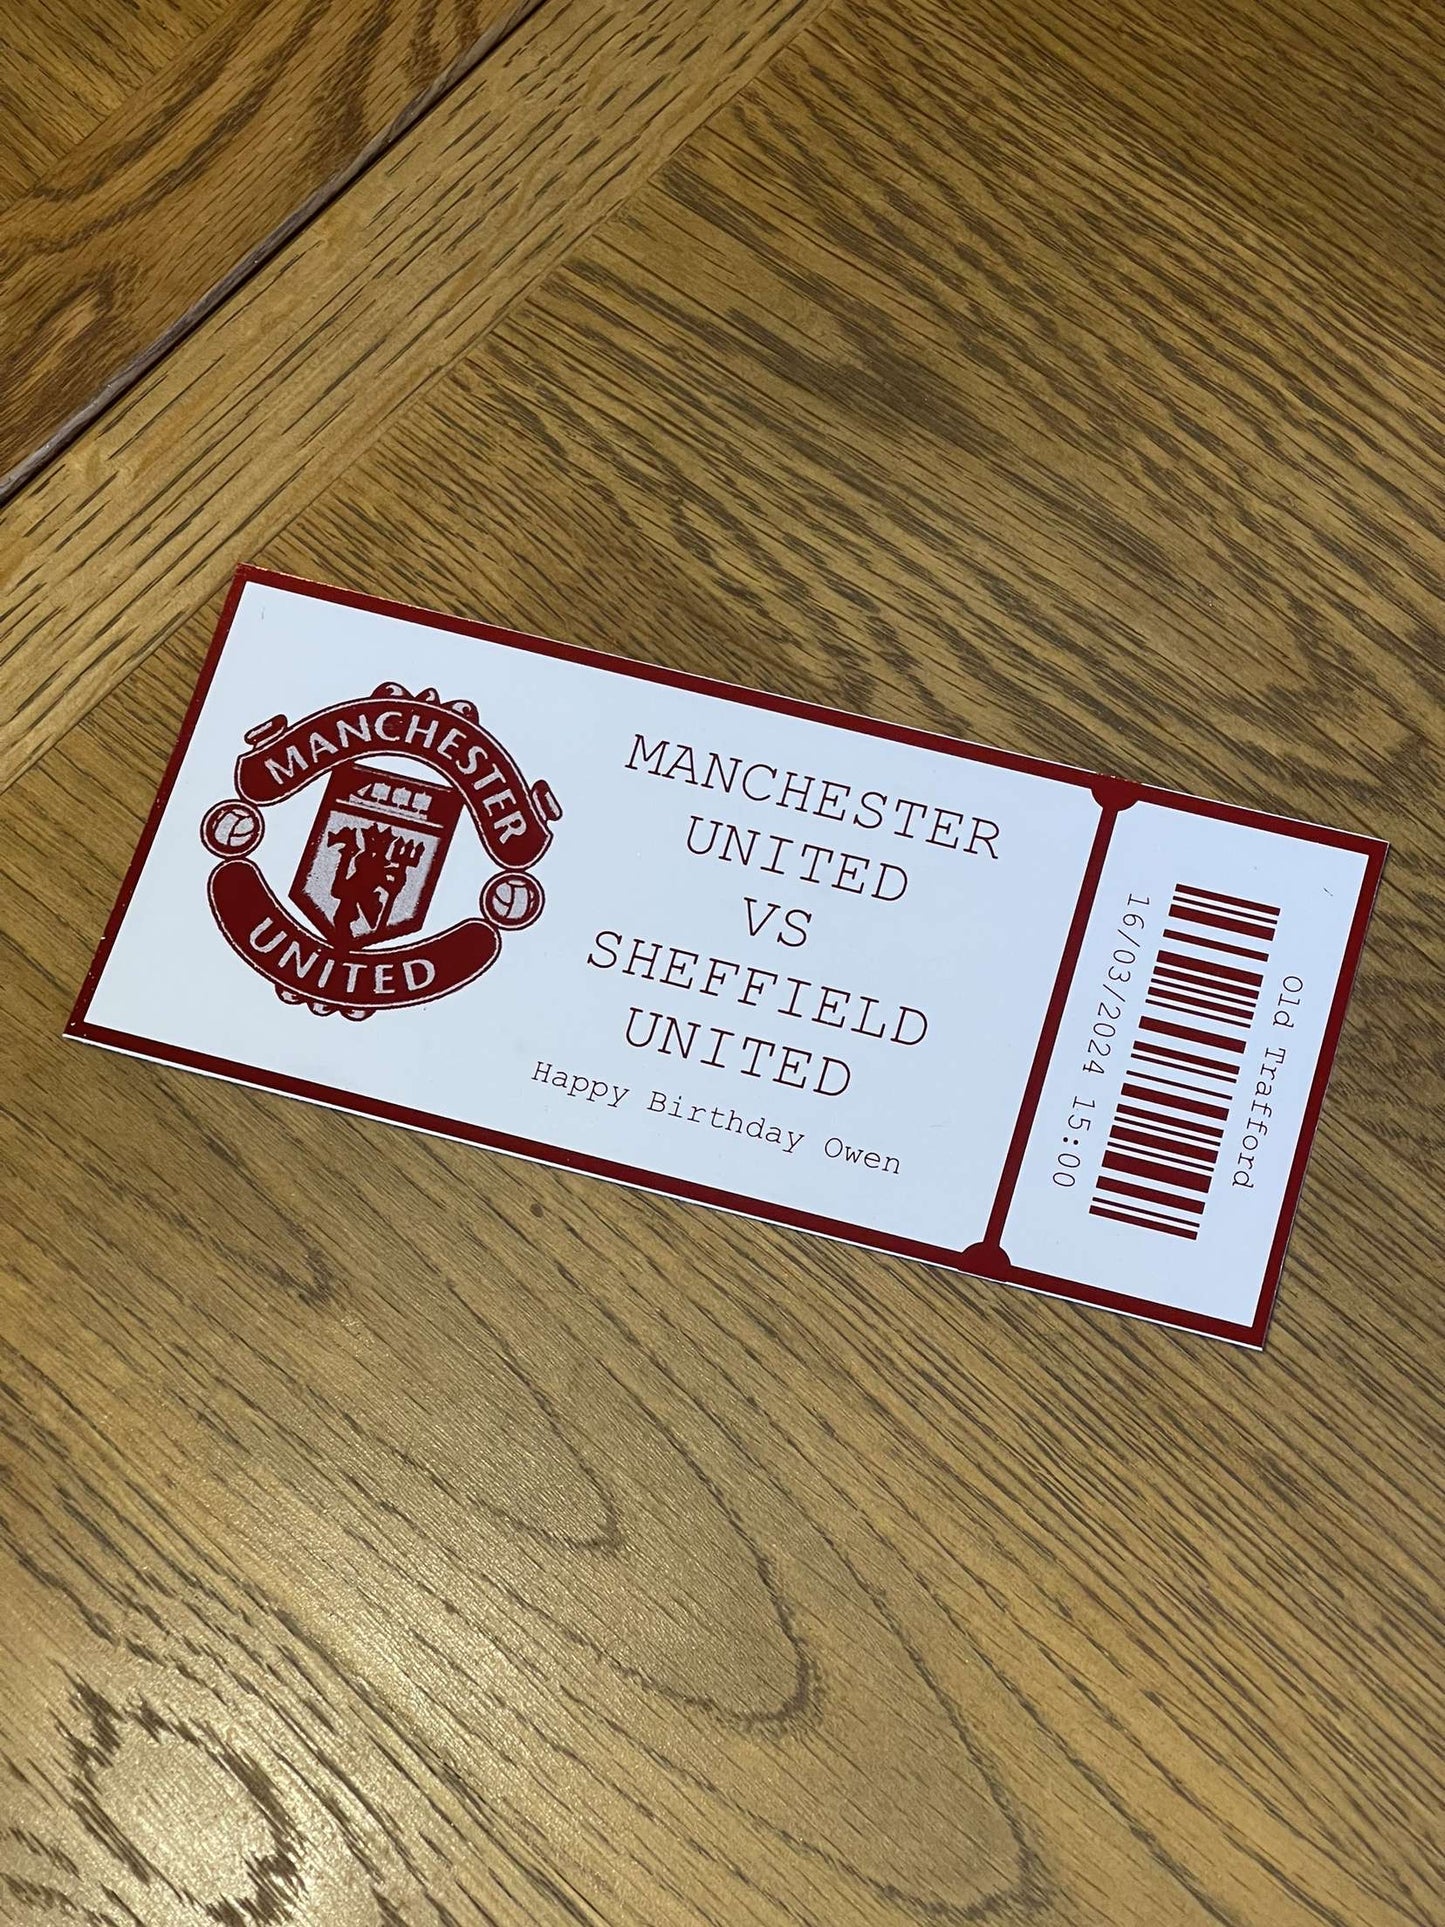 MANCHESTER
UNITED
MANCHESTER
UNITED
VS
SHEFFIELD
UNITED
Happy Birthday Owen
16/03/2024 15:00
Old Trafford